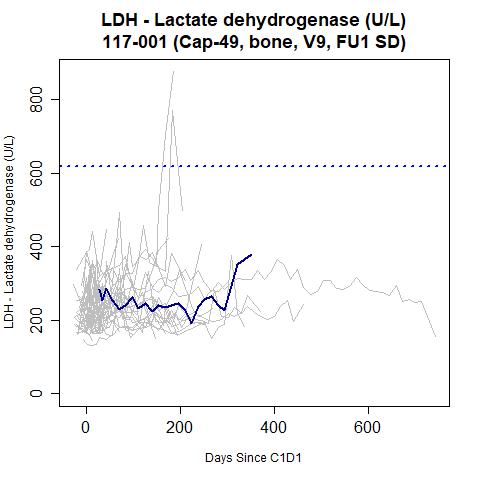 LDH - Lactate dehydrogenase (U/L)
117-001 (Cap-49, bone, V9, FU1 SD)
LDH - Lactate dehydrogenase (U/L)
800
600
400
200
0
0 200 400 600
Days Since C1D1